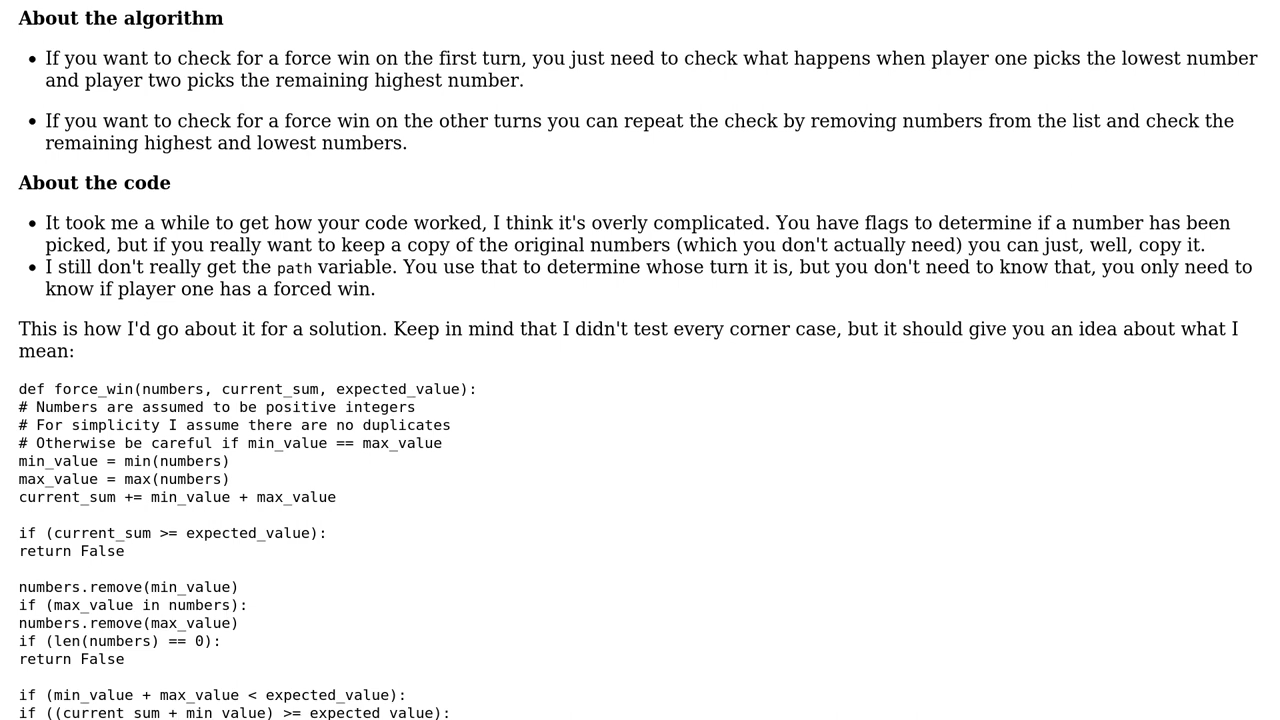 About the algorithm
If you want to check for a force win on the first turn, you just need to check what happens when player one picks the lowest number
and player two picks the remaining highest number.
If you want to check for a force win on the other turns you can repeat the check by removing numbers from the list and check the
remaining highest and lowest numbers.
About the code
It took me a while to get how your code worked, I think it's overly complicated. You have flags to determine if a number has been
picked, but if you really want to keep a copy of the original numbers (which you don't actually need) you can just, well, copy it.
I still don't really get the path variable. You use that to determine whose turn it is, but you don't need to know that, you only need to
know if player one has a forced win.
This is how I'd go about it for a solution. Keep in mind that I didn't test every corner case, but it should give you an idea about what I
mean:
def force_win(numbers, current_sum, expected_value):
# Numbers are assumed to be positive integers
# For simplicity I assume there are no duplicates
# Otherwise be careful if min_value == max_value
min_value = min(numbers)
max_value = max(numbers)
current_sum += min_value + max_value
if (current_sum >= expected_value):
return False
numbers.remove(min_value)
if (max_value in numbers):
numbers.remove(max_value)
if (len(numbers) == 0):
return False
if (min_value + max_value < expected_value):
if ((current_sum + min_value) >= expected_value):